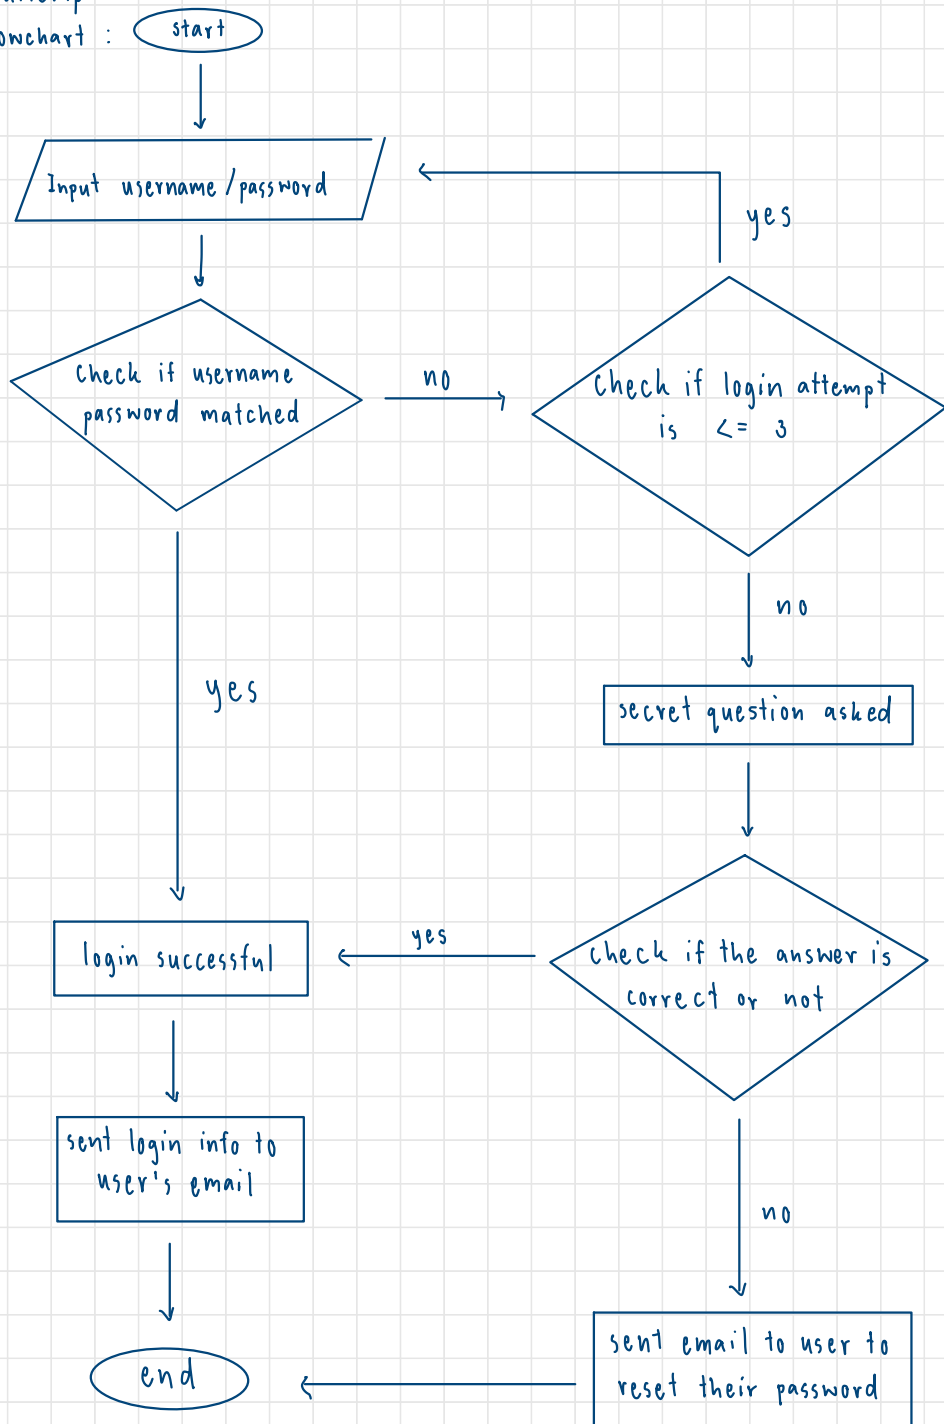 start
Input username/password
yes
Check if username
password matched
no
Check if login attempt
is <= 3
no
yes
secret question asked
login successful
yes
Check if the answer is
correct or not
sent login info to
user's email
no
sent email to user to
reset their password
end